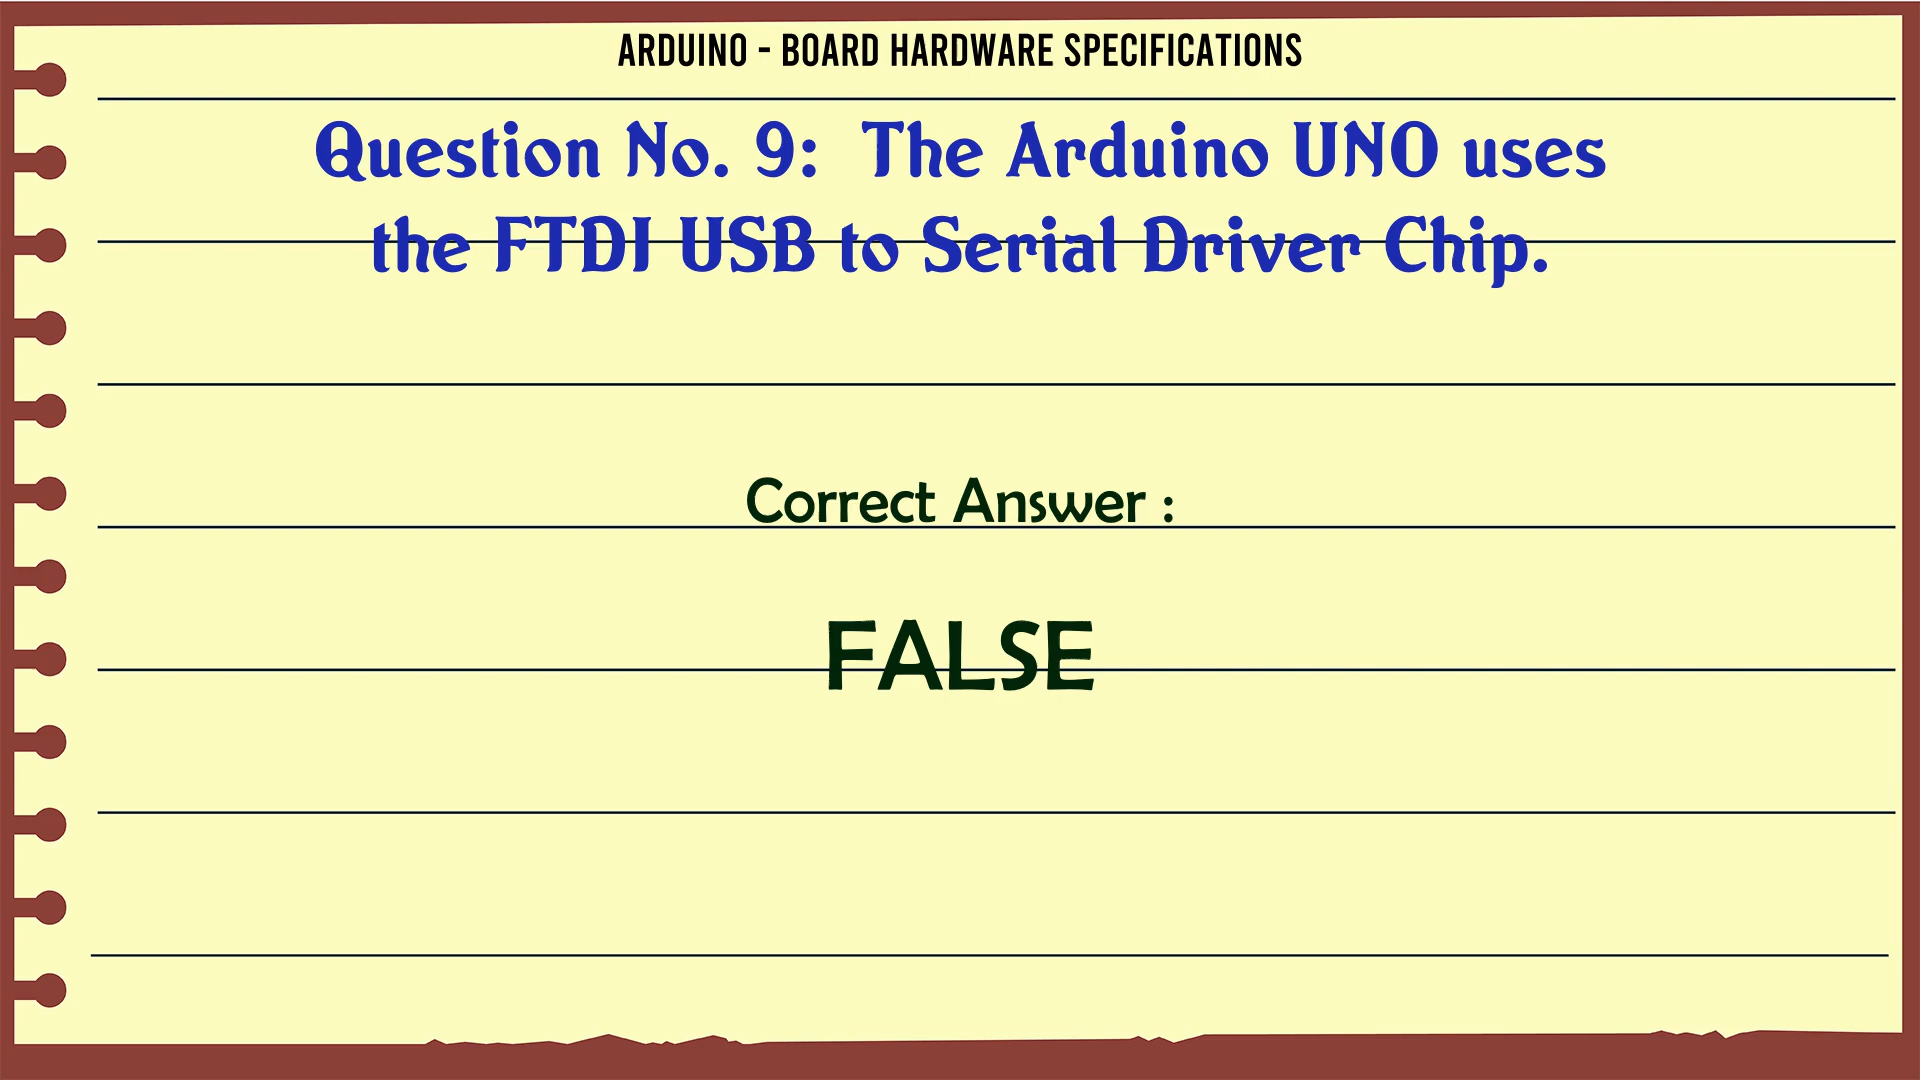 ARDUINO - BOARD HARDWARE SPECIFICATIONS
Question No. 9: The Arduino UNO uses
the FTDI USB to Serial Driver Chip.
Correct Answer :
FALSE